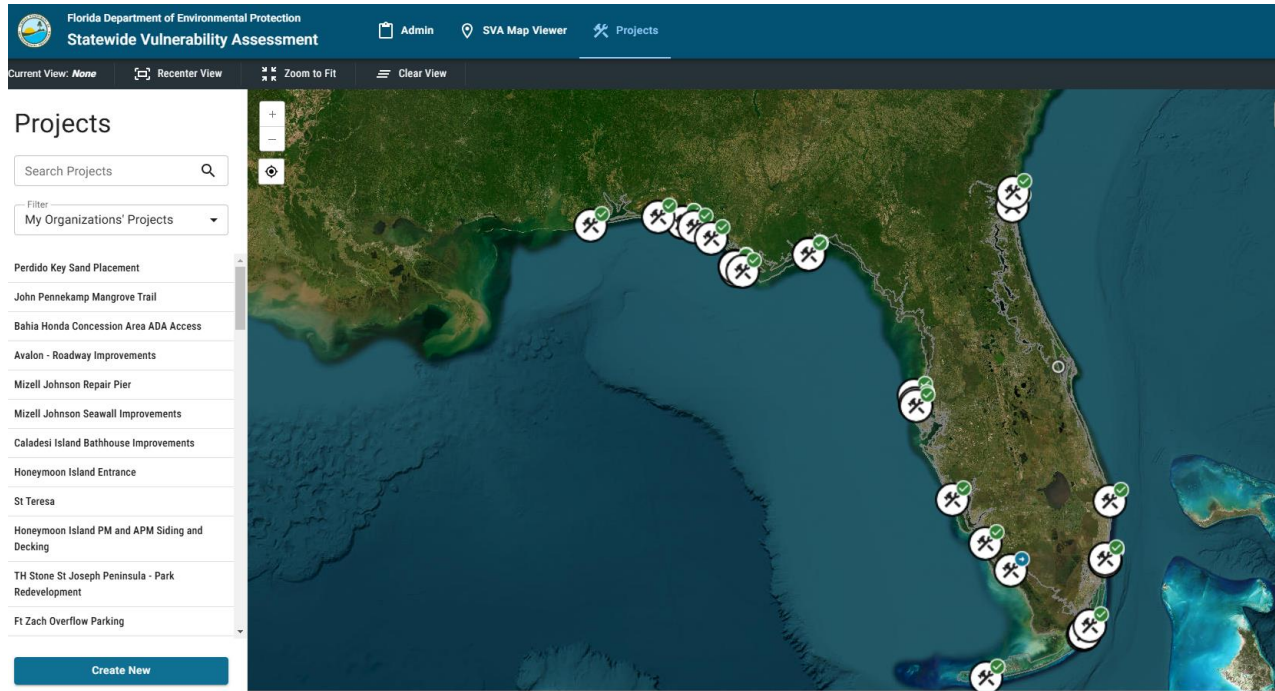 Florida Department of Environmental Protection
Statewide Vulnerability Assessment
Admin
SVA Map Viewer
Projects
Current View: None
Recenter View
Zoom to Fit
Clear View
Projects
Search Projects
Filter
My Organizations' Projects
Perdido Key Sand Placement
John Pennekamp Mangrove Trail
Bahia Honda Concession Area ADA Access
Avalon - Roadway Improvements
Mizell Johnson Repair Pier
Mizell Johnson Seawall Improvements
Caladesi Island Bathhouse Improvements
Honeymoon Island Entrance
St Teresa
Honeymoon Island PM and APM Siding and
Decking
TH Stone St Joseph Peninsula - Park
Redevelopment
Ft Zach Overflow Parking
Create New